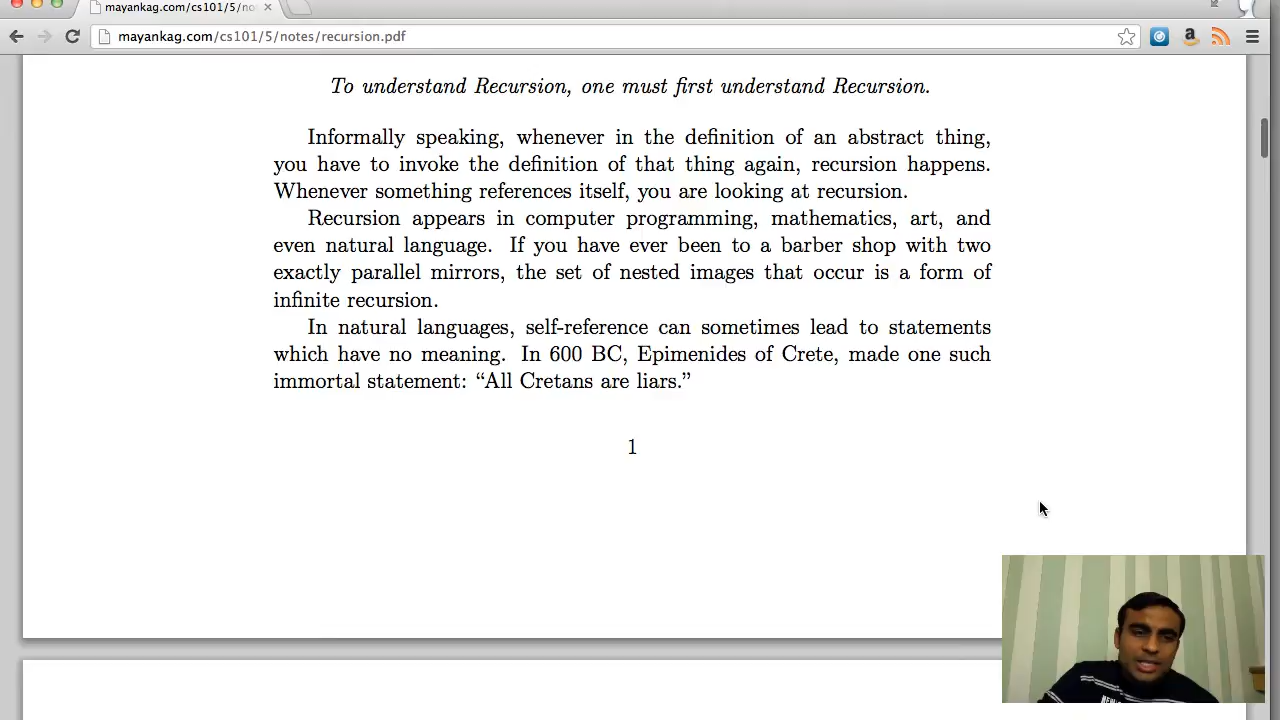 mayankag.com/cs101/5/no
mayankag.com/cs101/5/notes/recursion.pdf
To understand Recursion, one must first understand Recursion.
Informally speaking, whenever in the definition of an abstract thing,
you have to invoke the definition of that thing again, recursion happens.
Whenever something references itself, you are looking at recursion.
Recursion appears in computer programming, mathematics, art, and
even natural language. If you have ever been to a barber shop with two
exactly parallel mirrors, the set of nested images that occur is a form of
infinite recursion.
In natural languages, self-reference can sometimes lead to statements
which have no meaning. In 600 BC, Epimenides of Crete, made one such
immortal statement: “All Cretans are liars.”
1